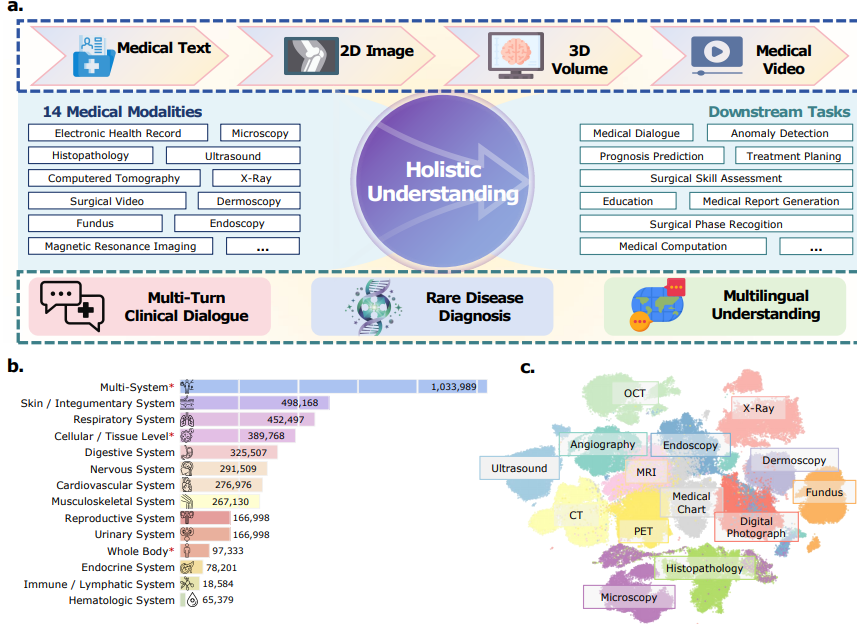 a.
Medical Text
2D Image
3D
Volume
Medical
Video
14 Medical Modalities
Electronic Health Record
Microscopy
Histopathology
Ultrasound
Computered Tomography
X-Ray
Surgical Video
Dermoscopy
Fundus
Endoscopy
Magnetic Resonance Imaging
...
Holistic
Understanding
Downstream Tasks
Medical Dialogue
Anomaly Detection
Prognosis Prediction
Treatment Planing
Surgical Skill Assessment
Education
Medical Report Generation
Surgical Phase Recogition
Medical Computation
...
Multi-Turn
Clinical Dialogue
Rare Disease
Diagnosis
Multilingual
Understanding
b.
Multi-System* 1,033,989
Skin / Integumentary System 498,168
Respiratory System 452,497
Cellular / Tissue Level* 389,768
Digestive System 325,507
Nervous System 291,509
Cardiovascular System 276,976
Musculoskeletal System 267,130
Reproductive System 166,998
Urinary System 166,998
Whole Body* 97,333
Endocrine System 78,201
Immune / Lymphatic System 18,584
Hematologic System 65,379
c.
OCT
X-Ray
Angiography
Endoscopy
Ultrasound
MRI
Dermoscopy
Medical
Chart
Fundus
CT
PET
Digital
Photograph
Histopathology
Microscopy